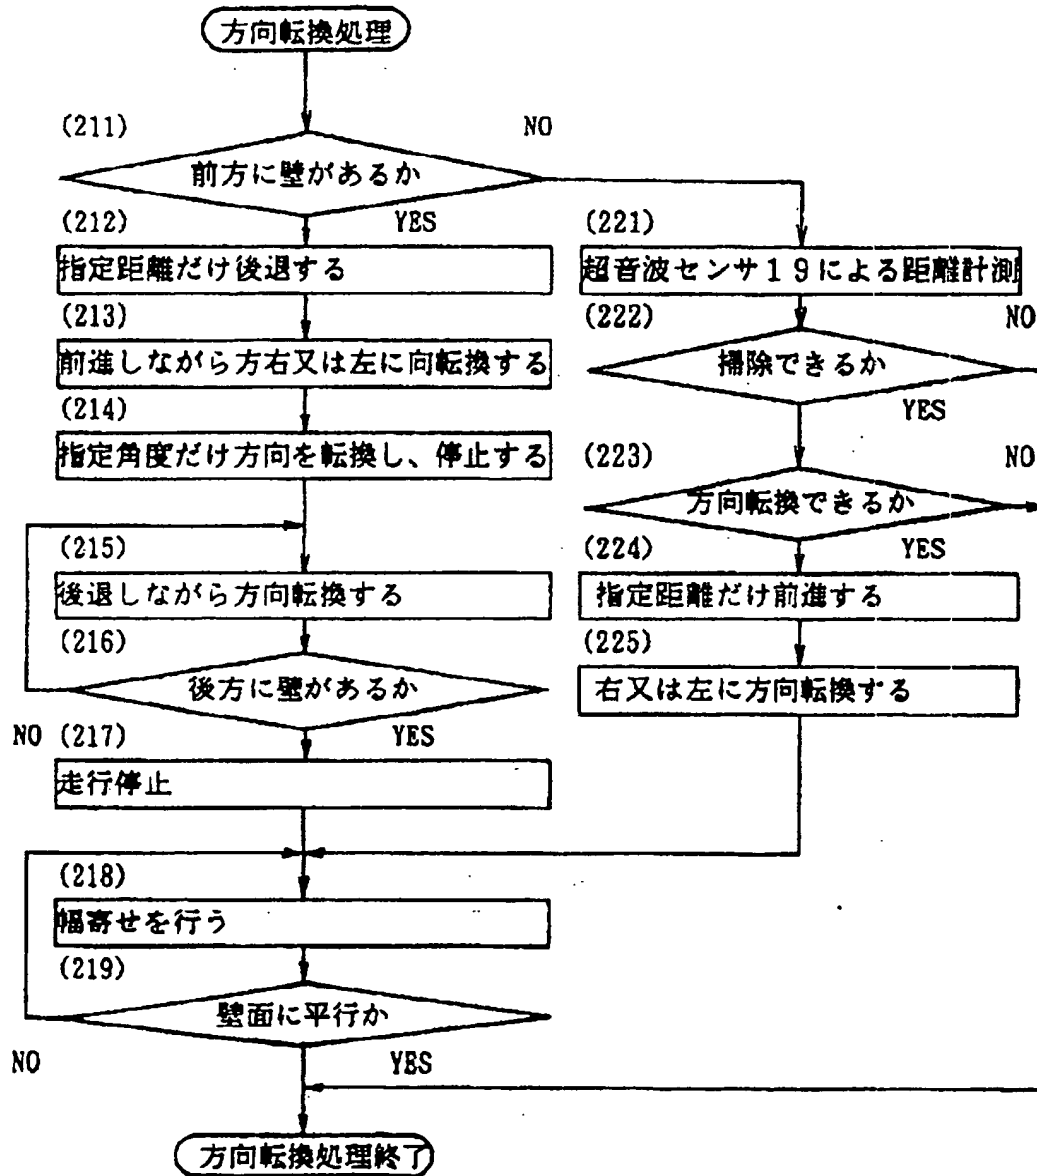 方向転換処理
(211)
NO
前方に壁があるか
(212)
YES
指定距離だけ後退する
(213)
前進しながら方右又は左に向転換する
(214)
指定角度だけ方向を転換し、停止する
(215)
後退しながら方向転換する
(216)
後方に壁があるか
NO
(217)
YES
走行停止
(218)
幅寄せを行う
(219)
壁面に平行か
NO
YES
方向転換処理終了
(221)
超音波センサ19による距離計測
(222)
NO
掃除できるか
YES
(223)
NO
方向転換できるか
(224)
YES
指定距離だけ前進する
(225)
右又は左に方向転換する